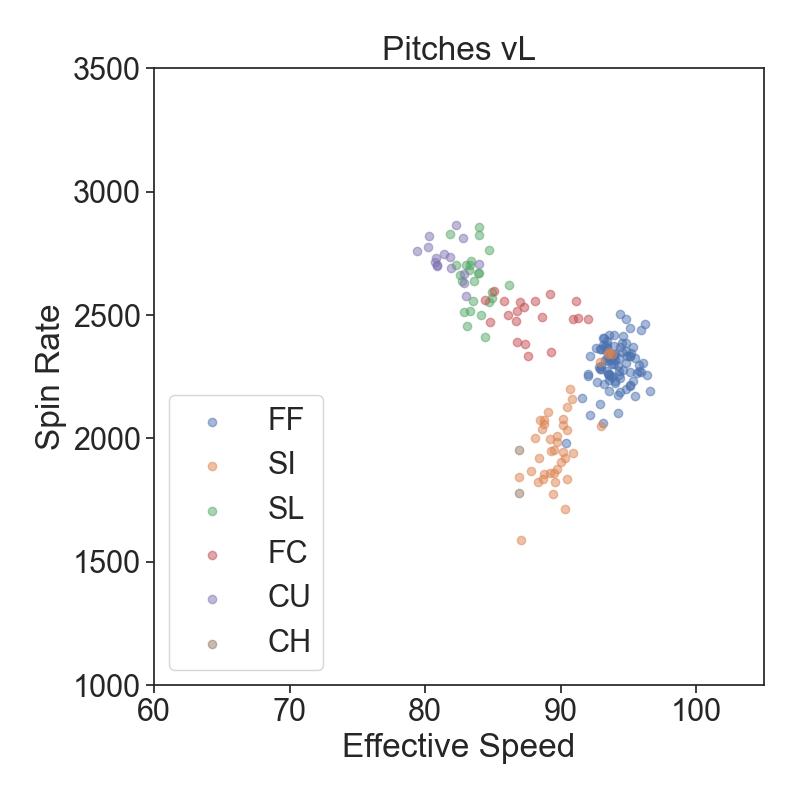 Pitches vL
3500
3000
2500
2000
1500
1000
Spin Rate
FF
SI
SL
FC
CU
CH
60 70 80 90 100
Effective Speed